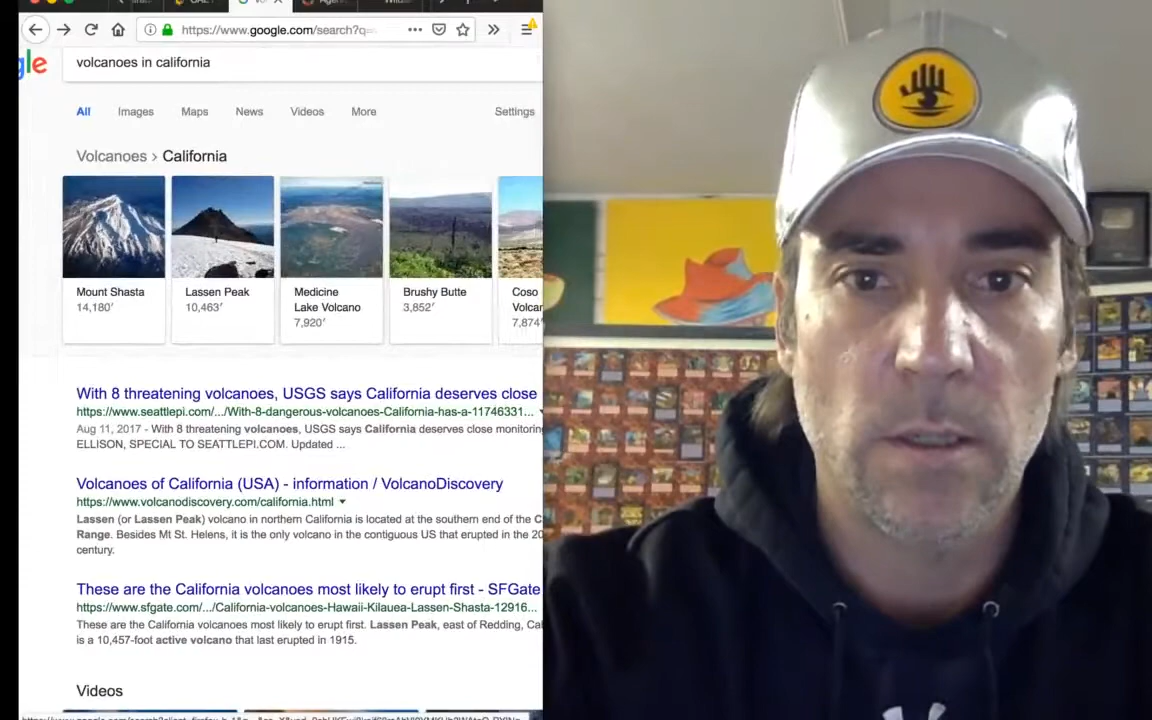 https://www.google.com/search?q=
gle
volcanoes in california
All Images Maps News Videos More Settings
Volcanoes > California
Mount Shasta
14,180′
Lassen Peak
10,463′
Medicine
Lake Volcano
7,920′
Brushy Butte
3,852′
Coso
Volcan
7,874′
With 8 threatening volcanoes, USGS says California deserves close
https://www.seattlepi.com/.../With-8-dangerous-volcanoes-California-has-a-11746331...
Aug 11, 2017 - With 8 threatening volcanoes, USGS says California deserves close monitoring
ELLISON, SPECIAL TO SEATTLEPI.COM. Updated ...
Volcanoes of California (USA) - information / VolcanoDiscovery
https://www.volcanodiscovery.com/california.html
Lassen (or Lassen Peak) volcano in northern California is located at the southern end of the C
Range. Besides Mt St. Helens, it is the only volcano in the contiguous US that erupted in the 20
century.
These are the California volcanoes most likely to erupt first - SFGate
https://www.sfgate.com/.../California-volcanoes-Hawaii-Kilauea-Lassen-Shasta-12916...
These are the California volcanoes most likely to erupt first. Lassen Peak, east of Redding, Cal
is a 10,457-foot active volcano that last erupted in 1915.
Videos